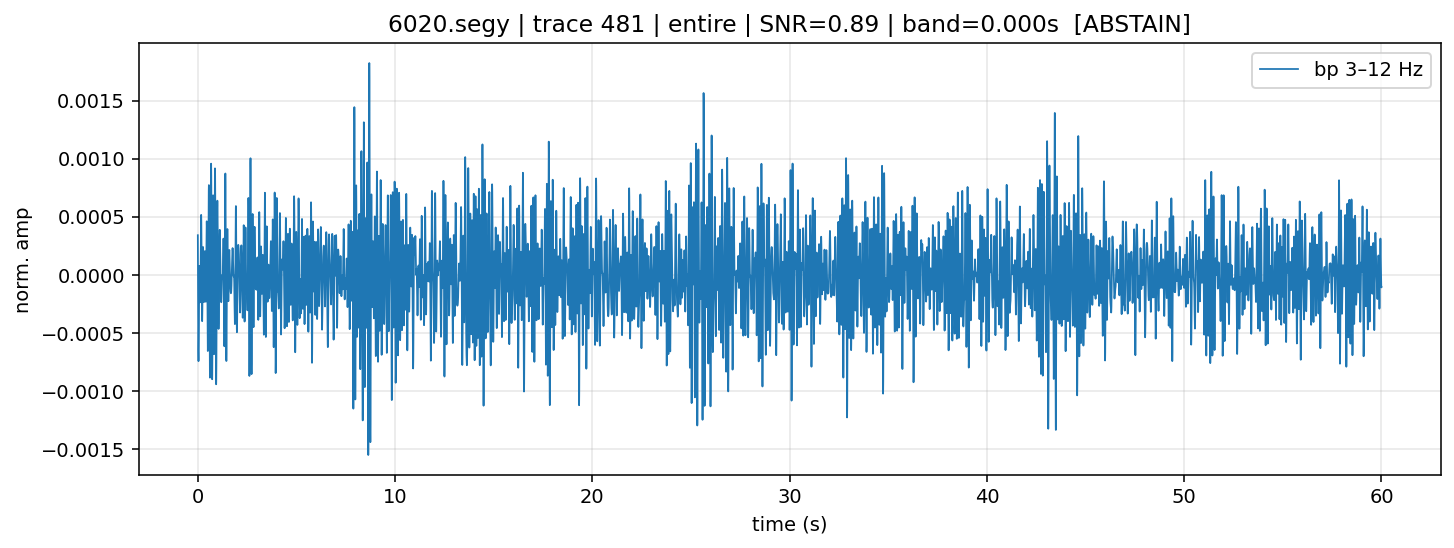 6020.segy | trace 481 | entire | SNR=0.89 | band=0.000s  [ABSTAIN]
bp 3–12 Hz
norm. amp
0.0015
0.0010
0.0005
0.0000
−0.0005
−0.0010
−0.0015
0 10 20 30 40 50 60
time (s)